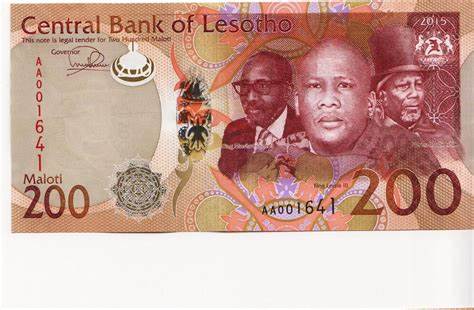 Central Bank of Lesotho
This note is legal tender for Two Hundred Maloti
Governor
2015
AA001641
Maloti
200
King Letsie III
AA001641
200